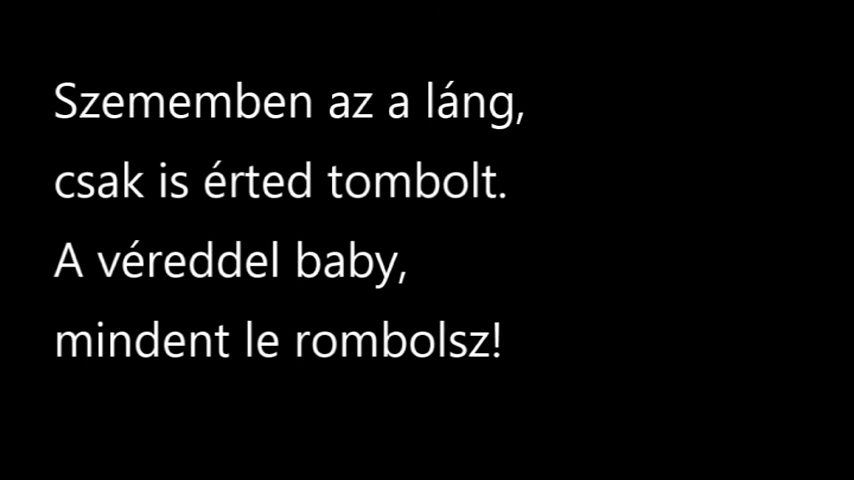 Szememben az a láng,
csak is érted tombolt.
A véreddel baby,
mindent le rombolsz!